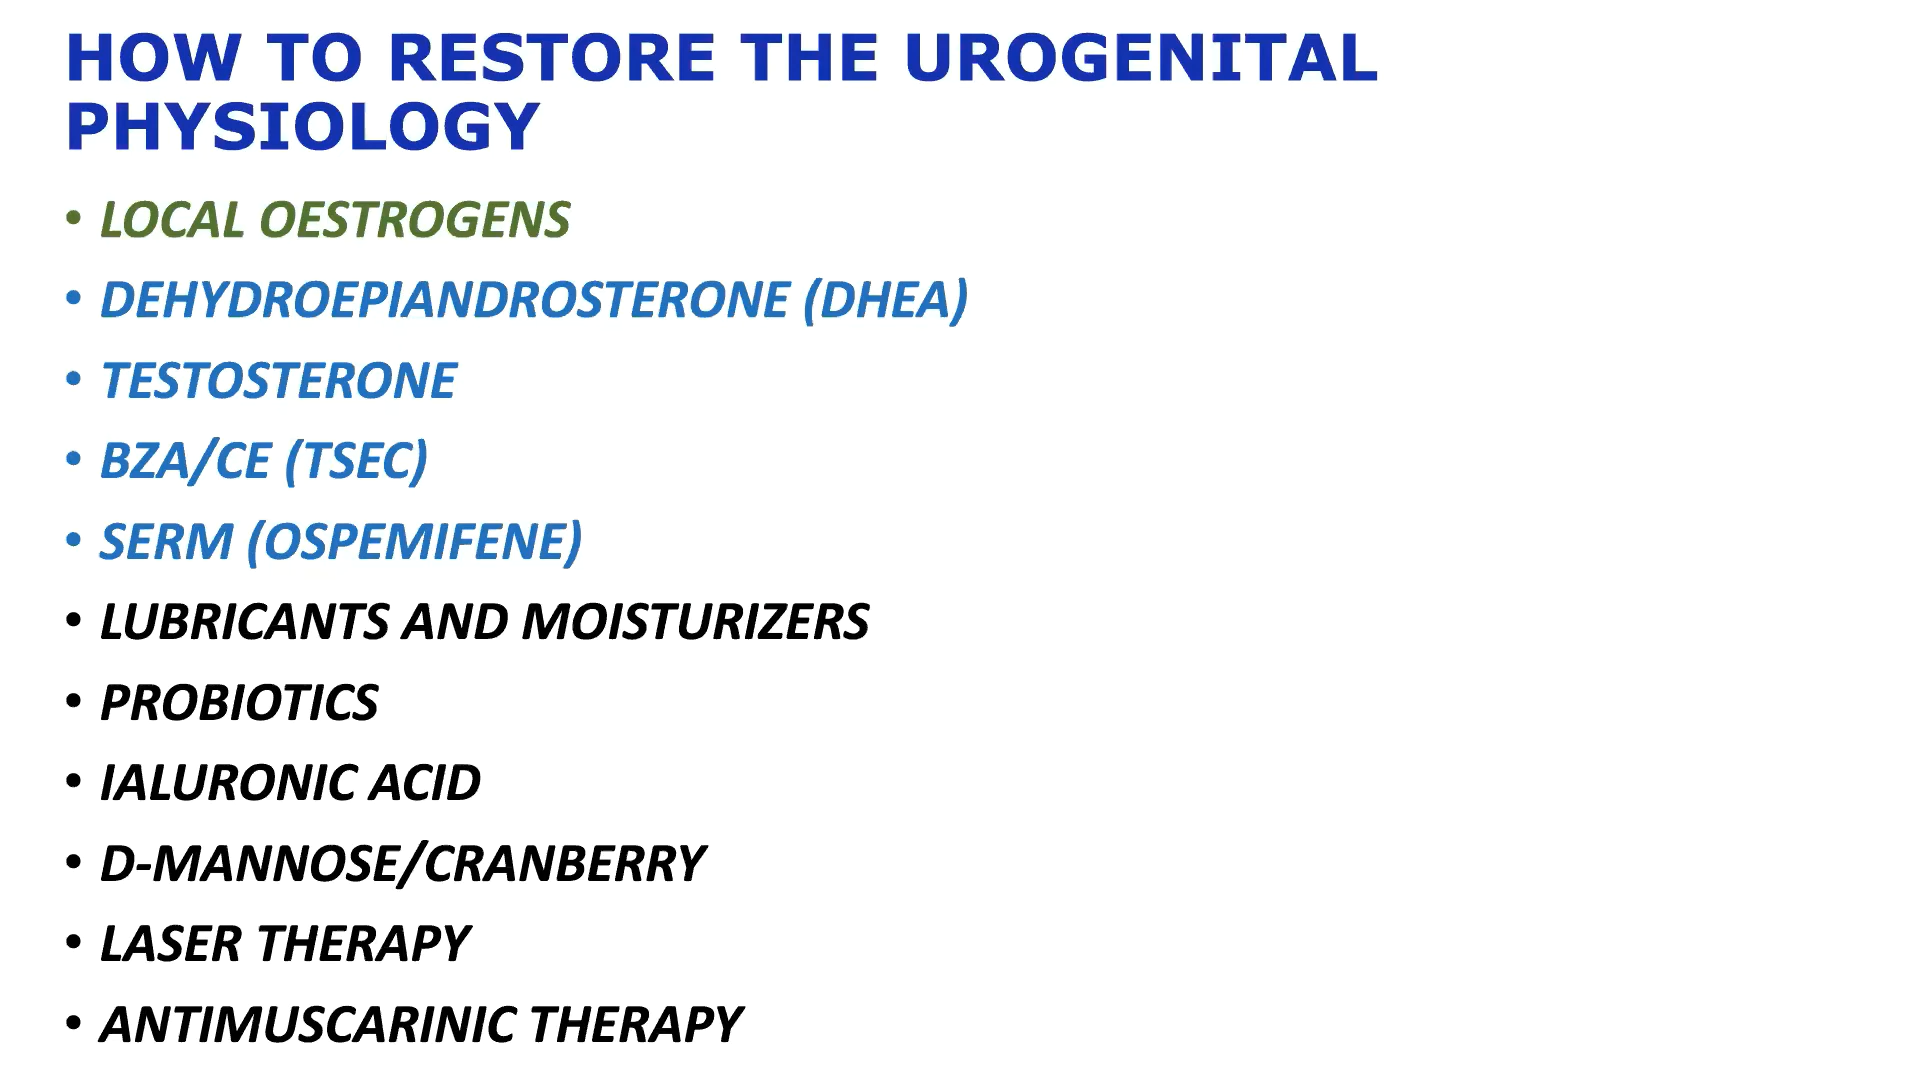 HOW TO RESTORE THE UROGENITAL
PHYSIOLOGY
• LOCAL OESTROGENS
• DEHYDROEPIANDROSTERONE (DHEA)
• TESTOSTERONE
• BZA/CE (TSEC)
• SERM (OSPEMIFENE)
• LUBRICANTS AND MOISTURIZERS
• PROBIOTICS
• IALURONIC ACID
• D-MANNOSE/CRANBERRY
• LASER THERAPY
• ANTIMUSCARINIC THERAPY